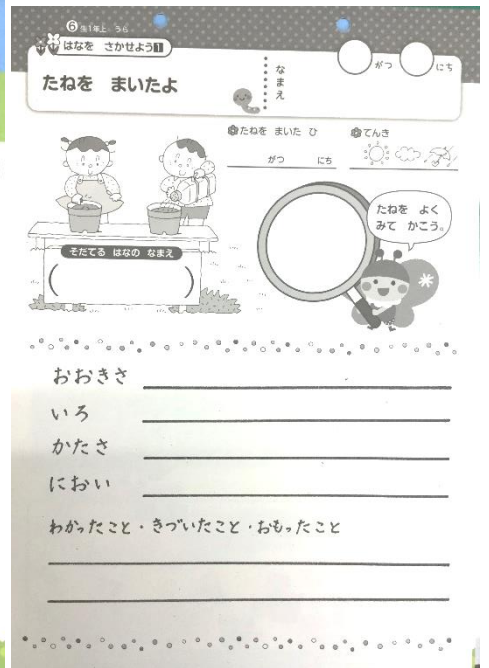 ⑥ 生1年上・うら
はなを さかせよう1
たねを まいたよ
なまえ
がつ にち
たねを まいた ひ
がつ にち
てんき
たねを よく
みて かこう。
そだてる はなの なまえ
( )
おおきさ
いろ
かたさ
におい
わかったこと・きづいたこと・おもったこと